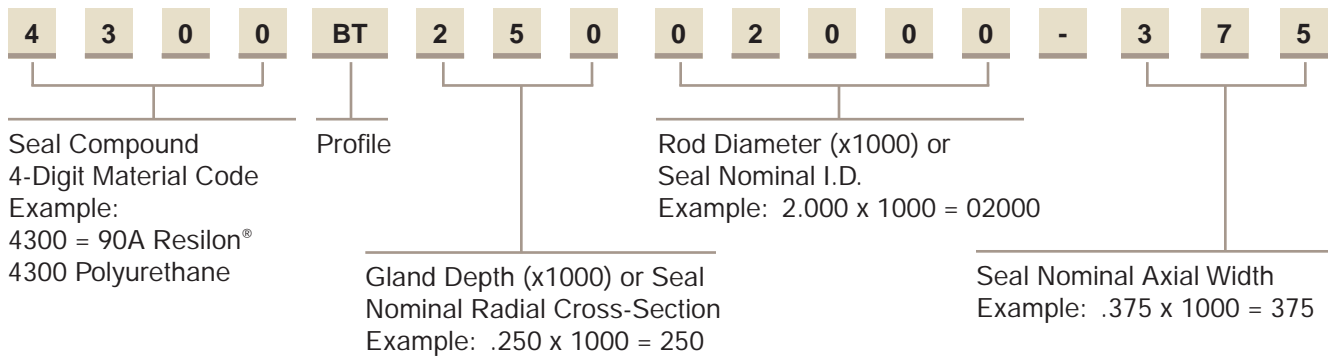 4 3 0 0 BT 2 5 0 0 2 0 0 0 - 3 7 5
Seal Compound
4-Digit Material Code
Example:
4300 = 90A Resilon®
4300 Polyurethane
Profile
Gland Depth (x1000) or Seal
Nominal Radial Cross-Section
Example: .250 x 1000 = 250
Rod Diameter (x1000) or
Seal Nominal I.D.
Example: 2.000 x 1000 = 02000
Seal Nominal Axial Width
Example: .375 x 1000 = 375